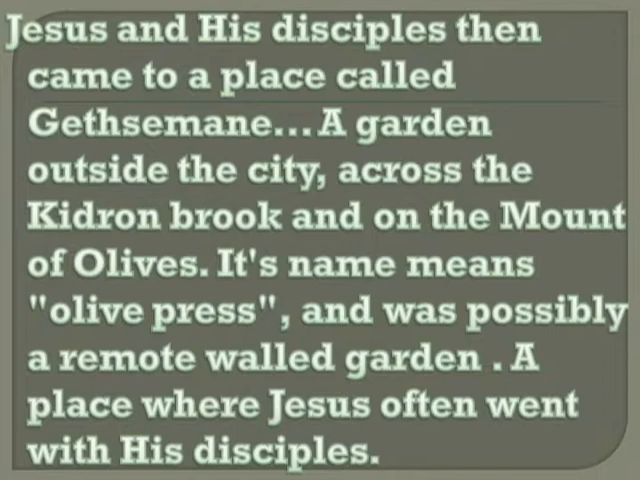 Jesus and His disciples then
came to a place called
Gethsemane... A garden
outside the city, across the
Kidron brook and on the Mount
of Olives. It's name means
"olive press", and was possibly
a remote walled garden . A
place where Jesus often went
with His disciples.